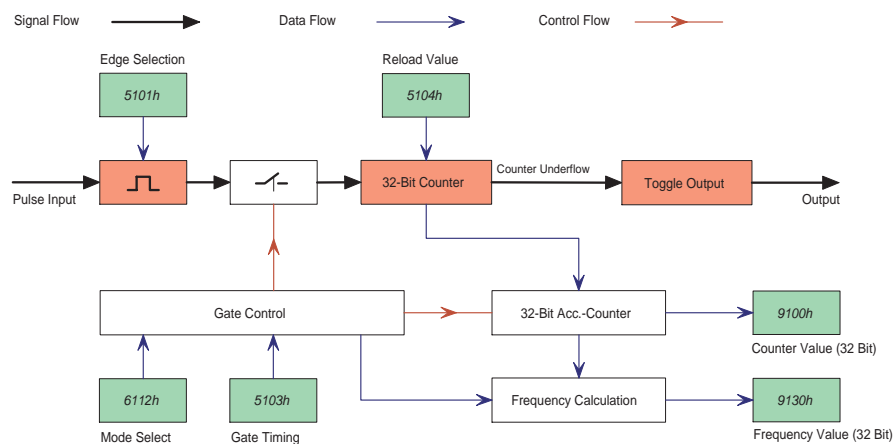 Signal Flow
Data Flow
Control Flow
Edge Selection
Reload Value
5101h
5104h
32-Bit Counter
Counter Underflow
Toggle Output
Pulse Input
Output
Gate Control
32-Bit Acc.-Counter
9100h
Counter Value (32 Bit)
6112h
5103h
Frequency Calculation
9130h
Mode Select
Gate Timing
Frequency Value (32 Bit)